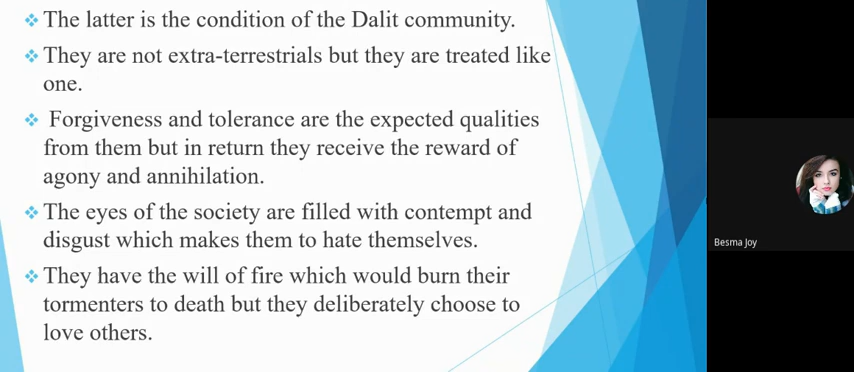 The latter is the condition of the Dalit community.
They are not extra-terrestrials but they are treated like
one.
Forgiveness and tolerance are the expected qualities
from them but in return they receive the reward of
agony and annihilation.
The eyes of the society are filled with contempt and
disgust which makes them to hate themselves.
They have the will of fire which would burn their
tormenters to death but they deliberately choose to
love others.
Besma Joy